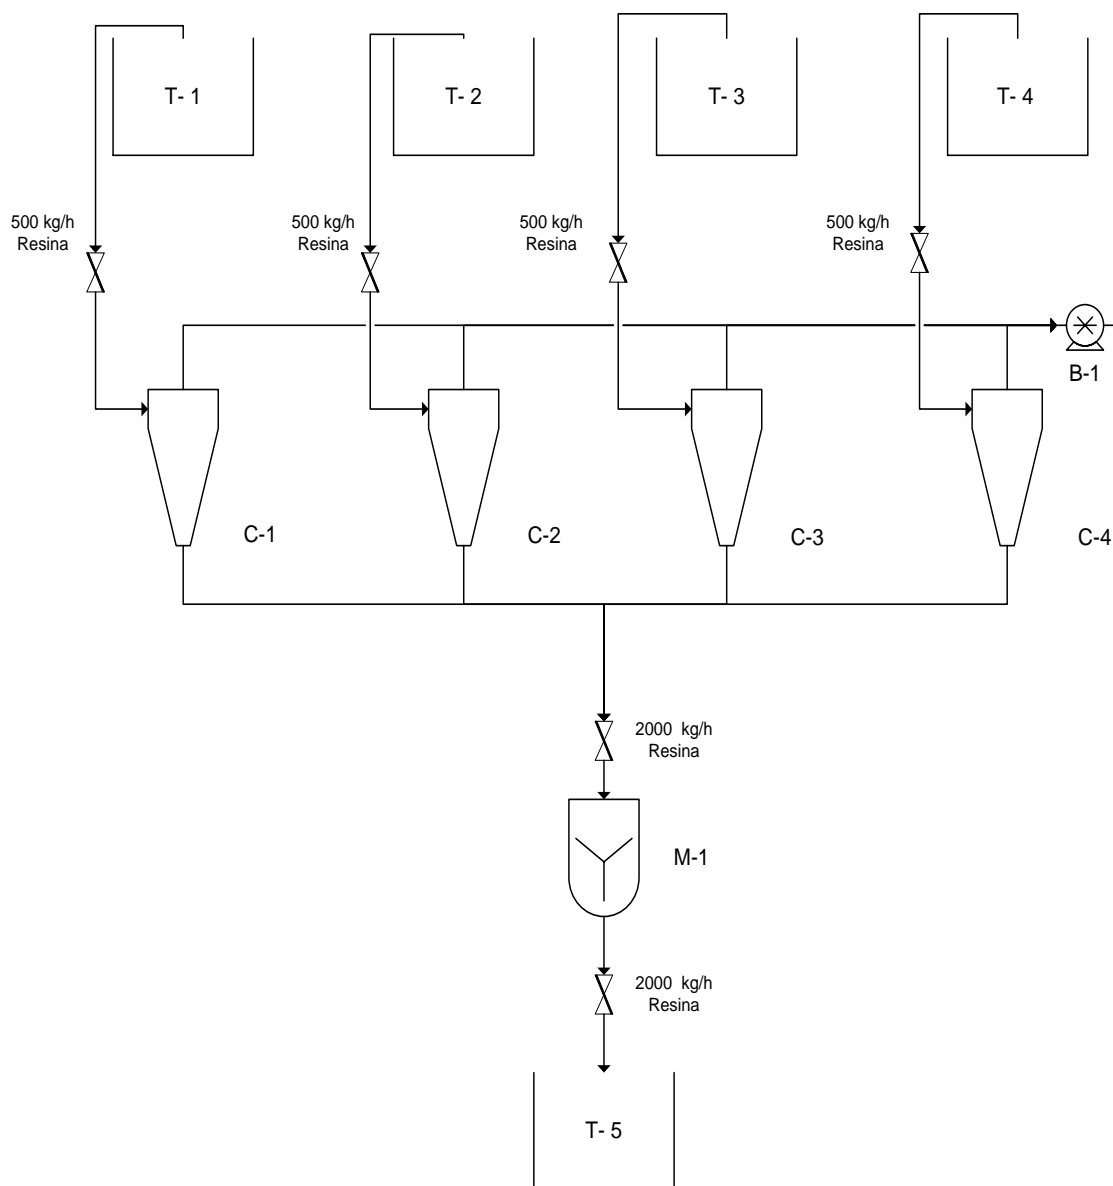 T- 1
T- 2
T- 3
T- 4
500 kg/h
Resina
500 kg/h
Resina
500 kg/h
Resina
500 kg/h
Resina
B-1
C-1
C-2
C-3
C-4
2000 kg/h
Resina
M-1
2000 kg/h
Resina
T- 5